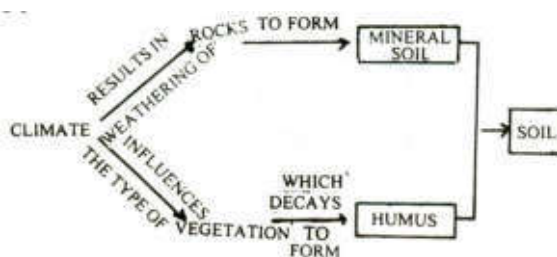 RESULTS IN
WEATHERING OF
ROCKS
TO FORM
MINERAL
SOIL
CLIMATE
SOIL
INFLUENCES
THE TYPE OF
VEGETATION
WHICH
DECAYS
TO
FORM
HUMUS